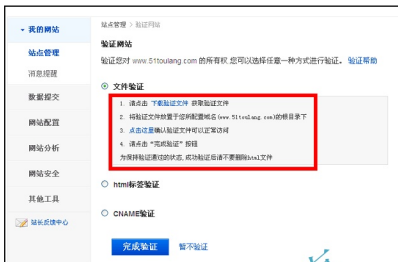 我的网站
站点管理 > 验证网站
站点管理
验证网站
消息提醒
验证您对 www.51toulang.com 的所有权,您可以选择任意一种方式进行验证。 验证帮助
数据提交
文件验证
网站配置
1. 请点击 下载验证文件 获取验证文件
2. 将验证文件放置于您所配置域名(www.51toulang.com)的根目录下
3. 点击这里确认验证文件可以正常访问
4. 请点击“完成验证”按钮
为保持验证通过的状态,成功验证后请不要删除html文件
网站分析
网站安全
html标签验证
其他工具
CNAME验证
站长反馈中心
完成验证
暂不验证